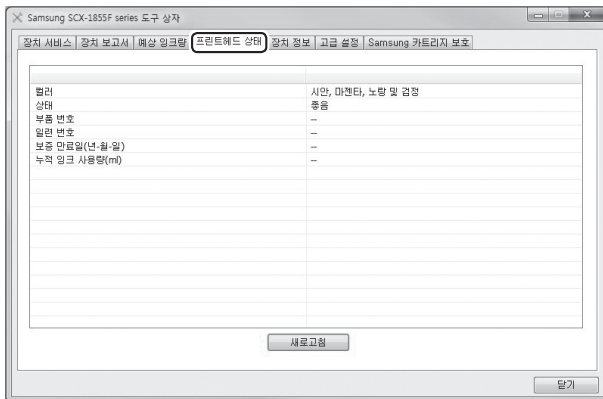 Samsung SCX-1855F series 도구 상자
장치 서비스 장치 보고서 예상 잉크량 프린트헤드 상태 장치 정보 고급 설정 Samsung 카트리지 보호
컬러 시안, 마젠타, 노랑 및 검정
상태 좋음
부품 번호 --
일련 번호 --
보증 만료일(년-월-일) --
누적 잉크 사용량(ml) --
새로고침
닫기